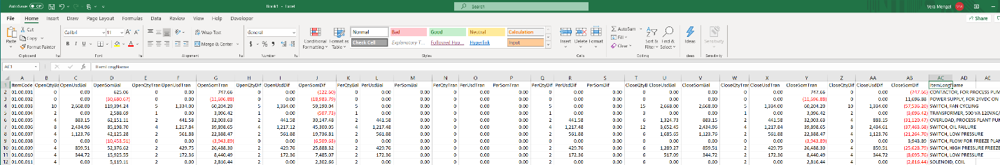 AutoSave Off Book1 - Excel Search Vera Mengel VM
File Home Insert Draw Page Layout Formulas Data Review View Help Developer Share
Paste Cut Copy Format Painter Clipboard
Calibri 11 B I U Font
Wrap Text Merge & Center Alignment
General $ % Number
Conditional Formatting Format as Table
Normal Bad Good Neutral Calculation
Check Cell Explanatory T... Followed Hyp... Hyperlink Input
Styles
Insert Delete Format Cells
AutoSum Fill Clear Sort & Filter Find & Select Editing
Ideas Ideas
Sensitivity Sensitivity
AC1 fx ItemLongName
A B C D E F G H I J K L M N O P Q R S T U V W X Y Z AA AB AC AD AE
1 ItemCode OpenQtyBa OpenUsdBal OpenSomBal OpenQtyTran OpenUsdTran OpenSomTran OpenQtyDif OpenUsdDif OpenSomDif PerQtyBal PerUsdBal PerSomBal PerQtyTran PerUsdTran PerSomTran PerQtyDif PerUsdDif PerSomDif CloseQtyB CloseUsdBal CloseSomBal CloseQtyTran CloseUsdTran CloseSomTran CloseQtyDif CloseUsdDif CloseSomDif ItemLongName
2 01.00.001 0 0.00 625.06 0 0.00 747.66 0 0.00 (122.60) 0 0.00 0.00 0 0.00 0.00 0 0.00 0.00 0 0.00 0.00 0 0.00 747.66 0 0.00 (747.66) CONTACTOR, FOR PROCESS PUM
3 01.00.002 0 0.00 (30,680.67) 0 0.00 (11,696.88) 0 0.00 (18,983.79) 0 0.00 0.00 0 0.00 0.00 0 0.00 0.00 0 0.00 0.00 0 0.00 (11,696.88) 0 0.00 11,696.88 POWER SUPPLY, FOR 24VDC ON
4 01.00.003 10 2,668.00 119,394.24 5 1,334.00 60,204.20 5 1,334.00 59,190.04 5 0.00 0.00 0 0.00 0.00 5 0.00 0.00 15 2,668.00 2,668.00 5 1,334.00 60,204.20 10 1,334.00 (57,536.20) SWITCH, FAN CYCLING
5 01.00.004 2 0.00 2,588.69 1 0.00 3,096.42 1 0.00 (507.73) 1 0.00 0.00 0 0.00 0.00 1 0.00 0.00 3 0.00 0.00 1 0.00 3,096.42 2 0.00 (3,096.42) TRANSFORMER, 500 VA 120VAC/
6 01.00.005 4 883.15 62,151.11 2 441.58 32,003.63 2 441.58 30,147.48 2 441.58 0.00 0 0.00 0.00 2 441.58 0.00 6 1,324.73 883.15 2 441.58 32,003.63 4 883.15 (31,120.47) OVERLOAD, PROCESS PLANT PUM
7 01.00.006 8 2,434.96 85,198.70 4 1,217.84 39,898.65 4 1,217.12 45,300.05 4 1,217.48 0.00 0 0.00 0.00 4 1,217.48 0.00 12 3,652.45 2,434.96 4 1,217.84 39,898.65 8 2,434.61 (37,463.68) SWITCH, OIL FAILURE
8 01.00.007 4 1,123.76 42,125.28 2 561.88 22,388.47 2 561.88 19,736.81 2 561.88 0.00 0 0.00 0.00 2 561.88 0.00 6 1,685.65 1,123.76 2 561.88 22,388.47 4 1,123.76 (21,264.70) SWITCH, LOW PRESSURE
9 01.00.008 0 0.00 (10,453.51) 0 0.00 (3,943.89) 0 0.00 (6,509.63) 0 0.00 0.00 0 0.00 0.00 0 0.00 0.00 0 0.00 0.00 0 0.00 (3,943.89) 0 0.00 3,943.89 SWITCH, FLOW FOR FREEZE PLAN
10 01.00.009 4 859.51 52,376.62 2 429.75 26,488.30 2 429.76 25,888.32 2 429.76 0.00 0 0.00 0.00 2 429.76 0.00 6 1,289.27 859.51 2 429.75 26,488.30 4 859.51 (25,628.79) SWITCH, HIGH PRESSURE FREEZE
11 01.00.010 4 344.72 15,925.55 2 172.36 8,440.49 2 172.36 7,485.07 2 172.36 0.00 0 0.00 0.00 2 172.36 0.00 6 517.09 344.72 2 172.36 8,440.49 4 344.72 (8,095.76) SWITCH, LOW PRESSURE
12 01.00.011 4 0.00 5,119.11 2 0.00 2,816.44 2 0.00 2,302.66 2 0.00 0.00 0 0.00 0.00 2 0.00 0.00 6 0.00 0.00 2 0.00 2,816.44 4 0.00 (2,816.44) SOLENOID, COIL